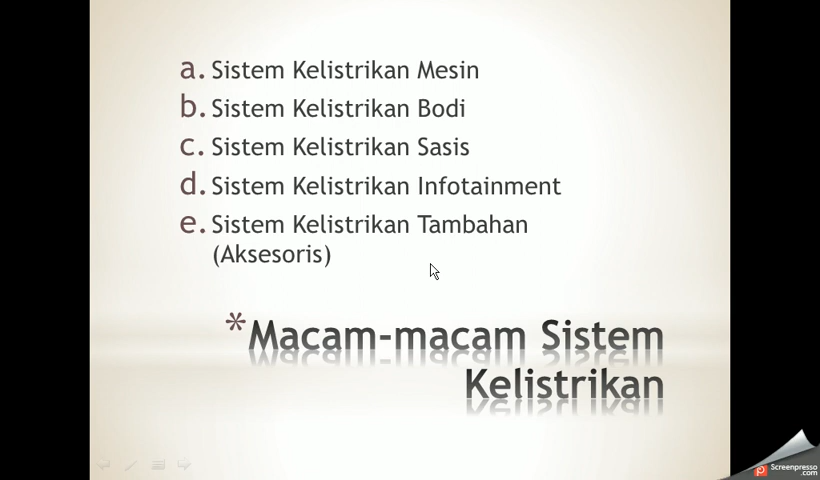 a. Sistem Kelistrikan Mesin
b. Sistem Kelistrikan Bodi
c. Sistem Kelistrikan Sasis
d. Sistem Kelistrikan Infotainment
e. Sistem Kelistrikan Tambahan
(Aksesoris)
*Macam-macam Sistem
Kelistrikan
Screenpresso
.com